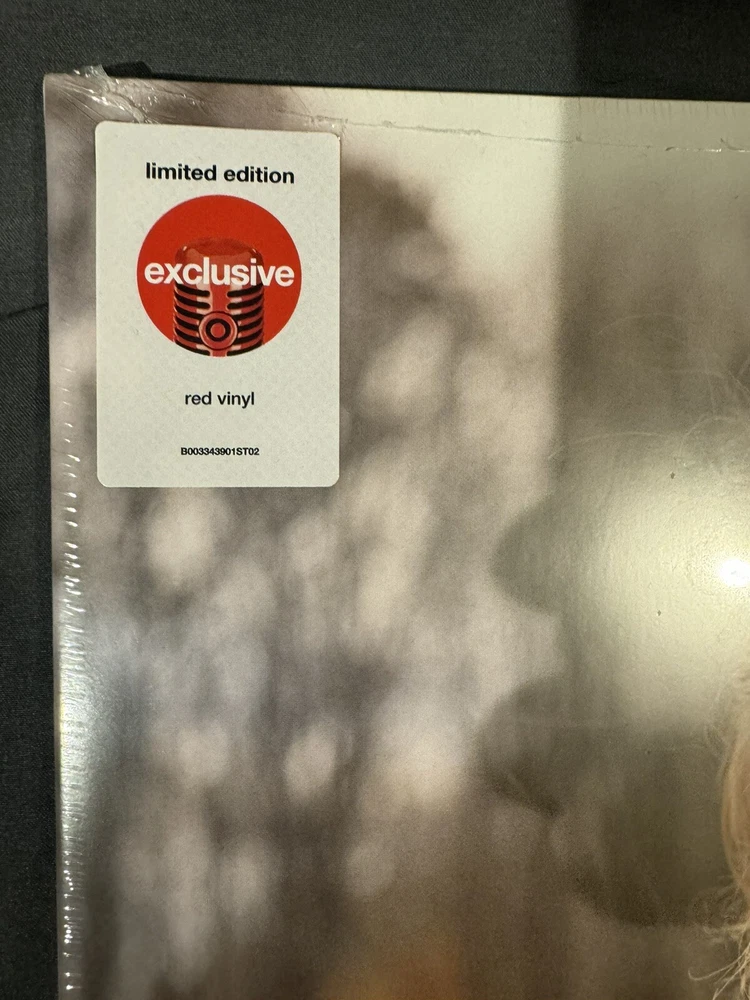 limited edition
exclusive
red vinyl
B003343901ST02